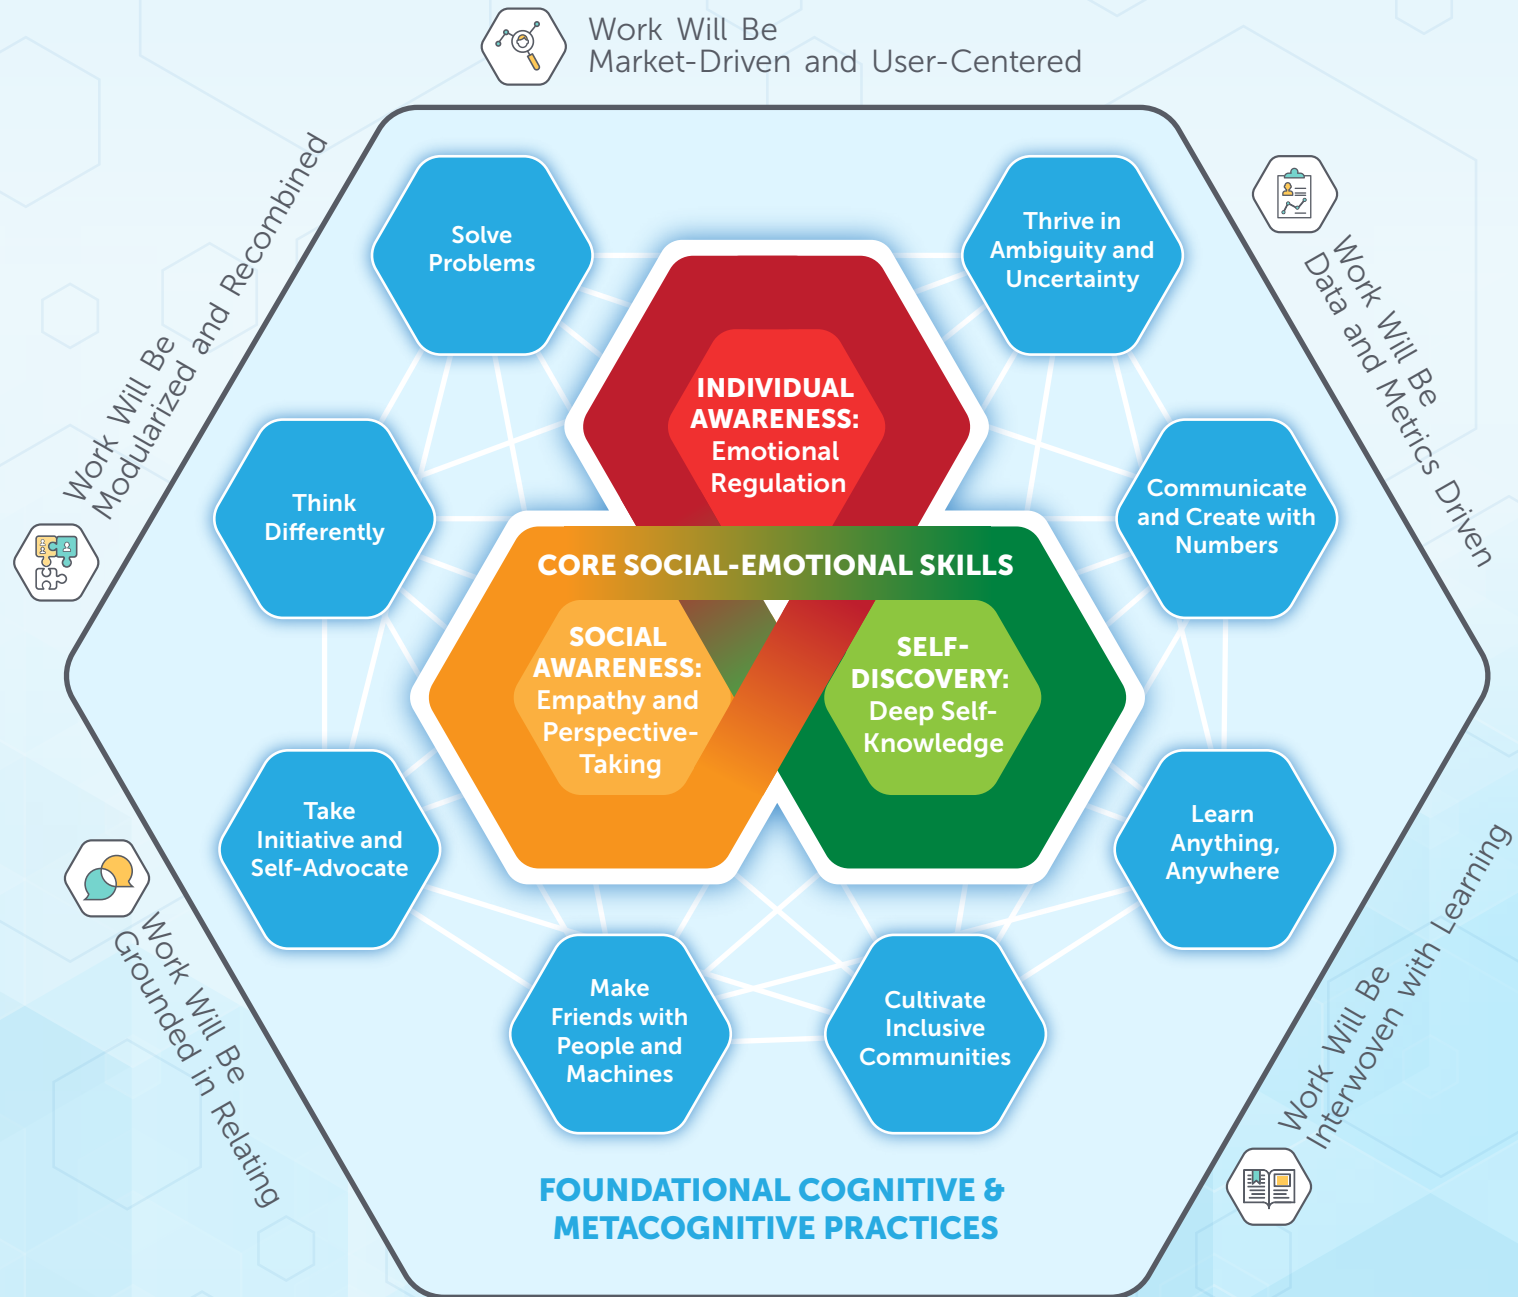 Work Will Be
Market-Driven and User-Centered
Work Will Be
Modularized and Recombined
Work Will Be
Data and Metrics Driven
Solve
Problems
Thrive in
Ambiguity and
Uncertainty
INDIVIDUAL
AWARENESS:
Emotional
Regulation
Think
Differently
Communicate
and Create with
Numbers
CORE SOCIAL-EMOTIONAL SKILLS
SOCIAL
AWARENESS:
Empathy and
Perspective-
Taking
SELF-
DISCOVERY:
Deep Self-
Knowledge
Take
Initiative and
Self-Advocate
Learn
Anything,
Anywhere
Work Will Be
Grounded in Relating
Work Will Be
Interwoven with Learning
Make
Friends with
People and
Machines
Cultivate
Inclusive
Communities
FOUNDATIONAL COGNITIVE &
METACOGNITIVE PRACTICES